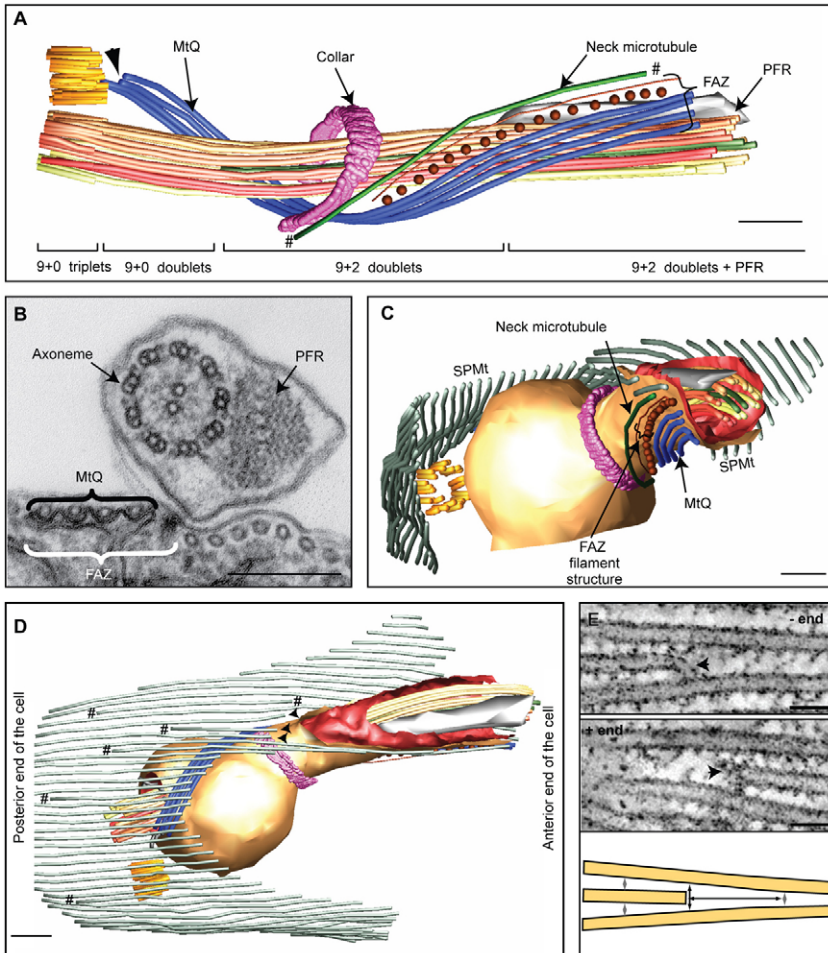 A
MtQ
Collar
Neck microtubule
#
FAZ
PFR
#
9+0 triplets
9+0 doublets
9+2 doublets
9+2 doublets + PFR
B
Axoneme
PFR
MtQ
FAZ
C
Neck microtubule
SPMt
SPMt
MtQ
FAZ
filament
structure
D
Posterior end of the cell
#
#
#
#
#
#
Anterior end of the cell
E
- end
+ end